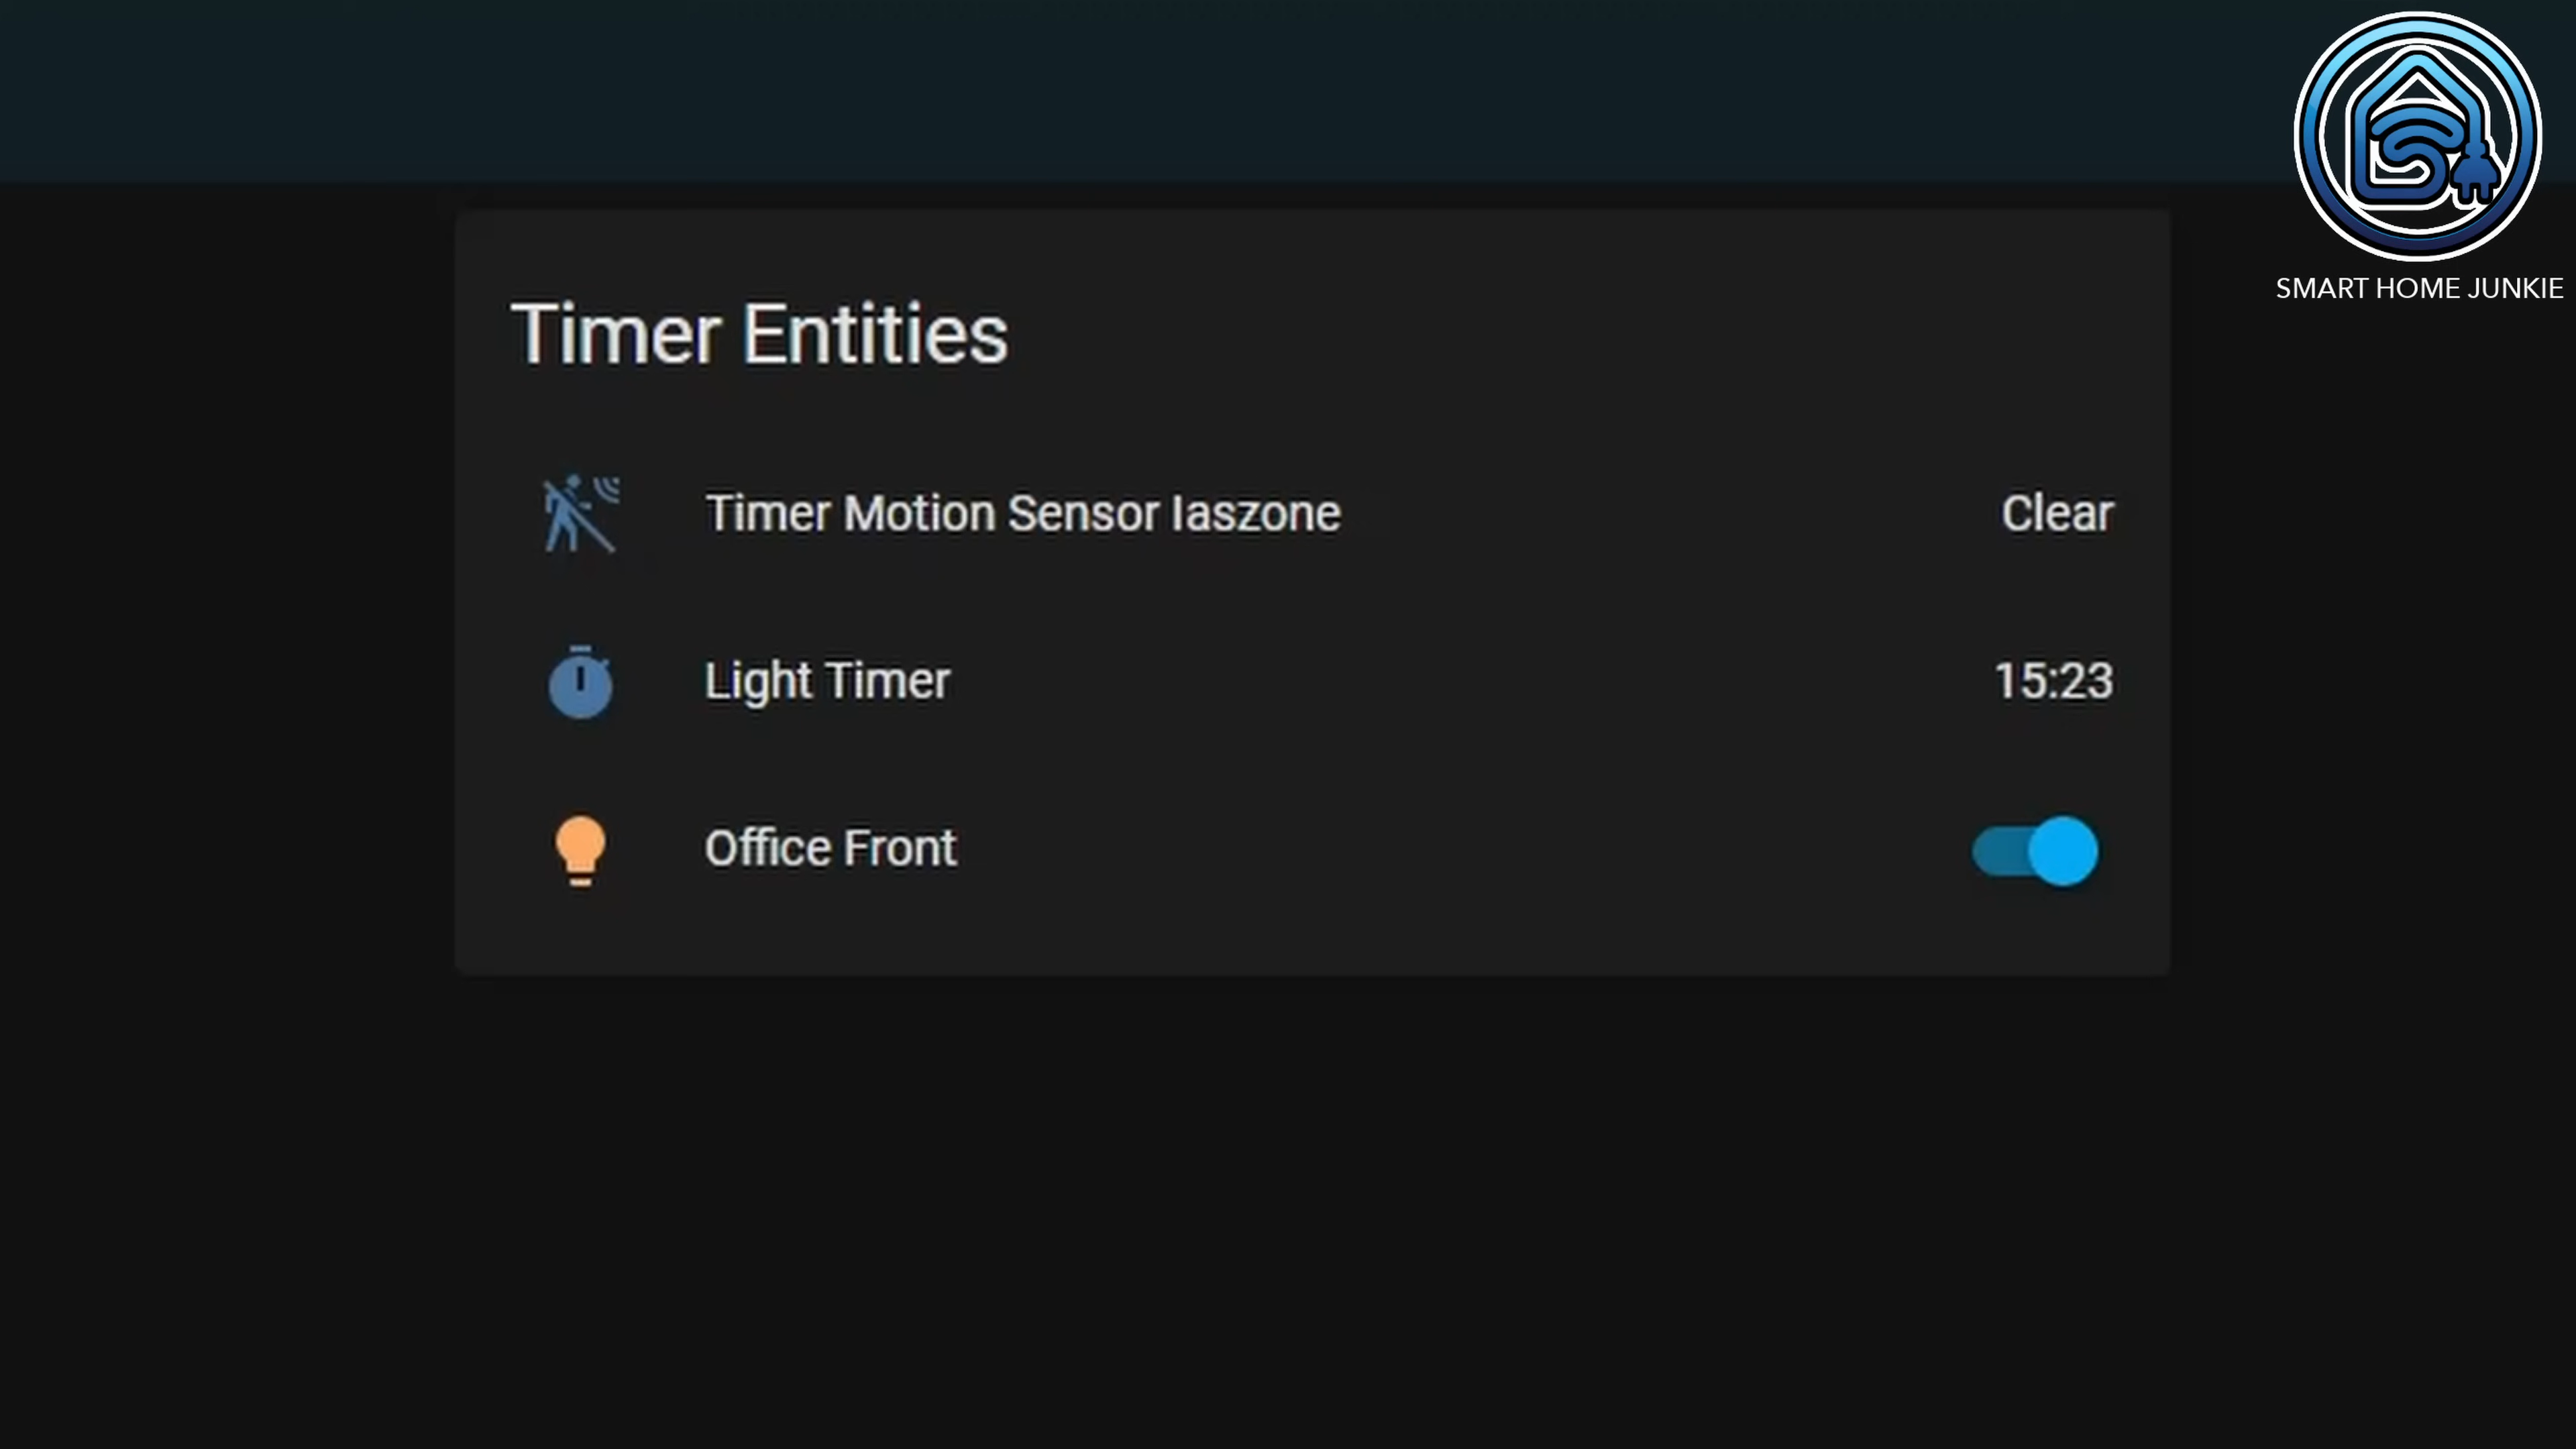 SMART HOME JUNKIE
Timer Entities
Timer Motion Sensor Iaszone Clear
Light Timer 15:23
Office Front